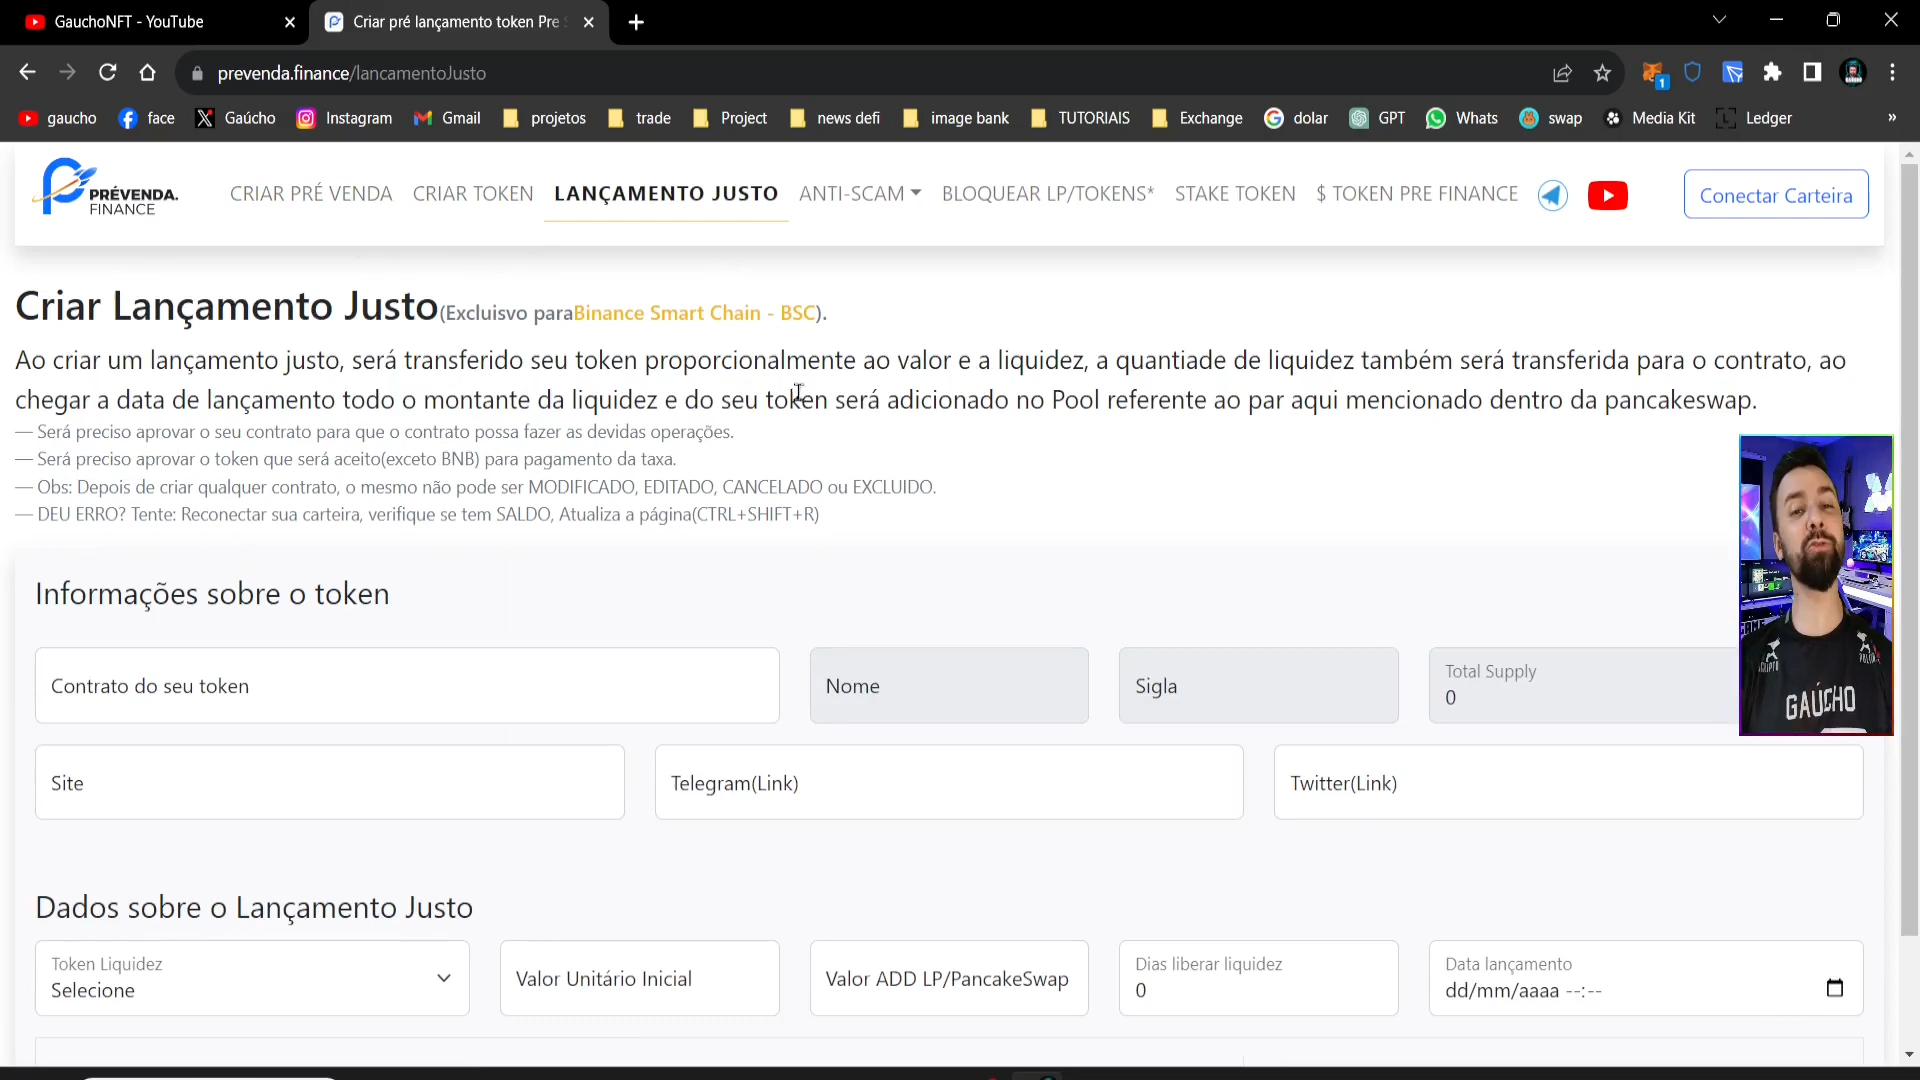 GauchoNFT - YouTube
Criar pré lançamento token Pre
prevenda.finance/lancamentoJusto
1
gaucho
face
Gaúcho
Instagram
Gmail
projetos
trade
Project
news defi
image bank
TUTORIAIS
Exchange
dolar
GPT
Whats
swap
Media Kit
Ledger
»
PRÉVENDA.
FINANCE
CRIAR PRÉ VENDA
CRIAR TOKEN
LANÇAMENTO JUSTO
ANTI-SCAM
BLOQUEAR LP/TOKENS*
STAKE TOKEN
$ TOKEN PRE FINANCE
Conectar Carteira
Criar Lançamento Justo(Excluisvo paraBinance Smart Chain - BSC).
Ao criar um lançamento justo, será transferido seu token proporcionalmente ao valor e a liquidez, a quantiade de liquidez também será transferida para o contrato, ao
chegar a data de lançamento todo o montante da liquidez e do seu token será adicionado no Pool referente ao par aqui mencionado dentro da pancakeswap.
— Será preciso aprovar o seu contrato para que o contrato possa fazer as devidas operações.
— Será preciso aprovar o token que será aceito(exceto BNB) para pagamento da taxa.
— Obs: Depois de criar qualquer contrato, o mesmo não pode ser MODIFICADO, EDITADO, CANCELADO ou EXCLUIDO.
— DEU ERRO? Tente: Reconectar sua carteira, verifique se tem SALDO, Atualiza a página(CTRL+SHIFT+R)
Informações sobre o token
Contrato do seu token
Nome
Sigla
Total Supply
0
GAÚCHO
Site
Telegram(Link)
Twitter(Link)
Dados sobre o Lançamento Justo
Token Liquidez
Selecione
Valor Unitário Inicial
Valor ADD LP/PancakeSwap
Dias liberar liquidez
0
Data lançamento
dd/mm/aaaa --:--